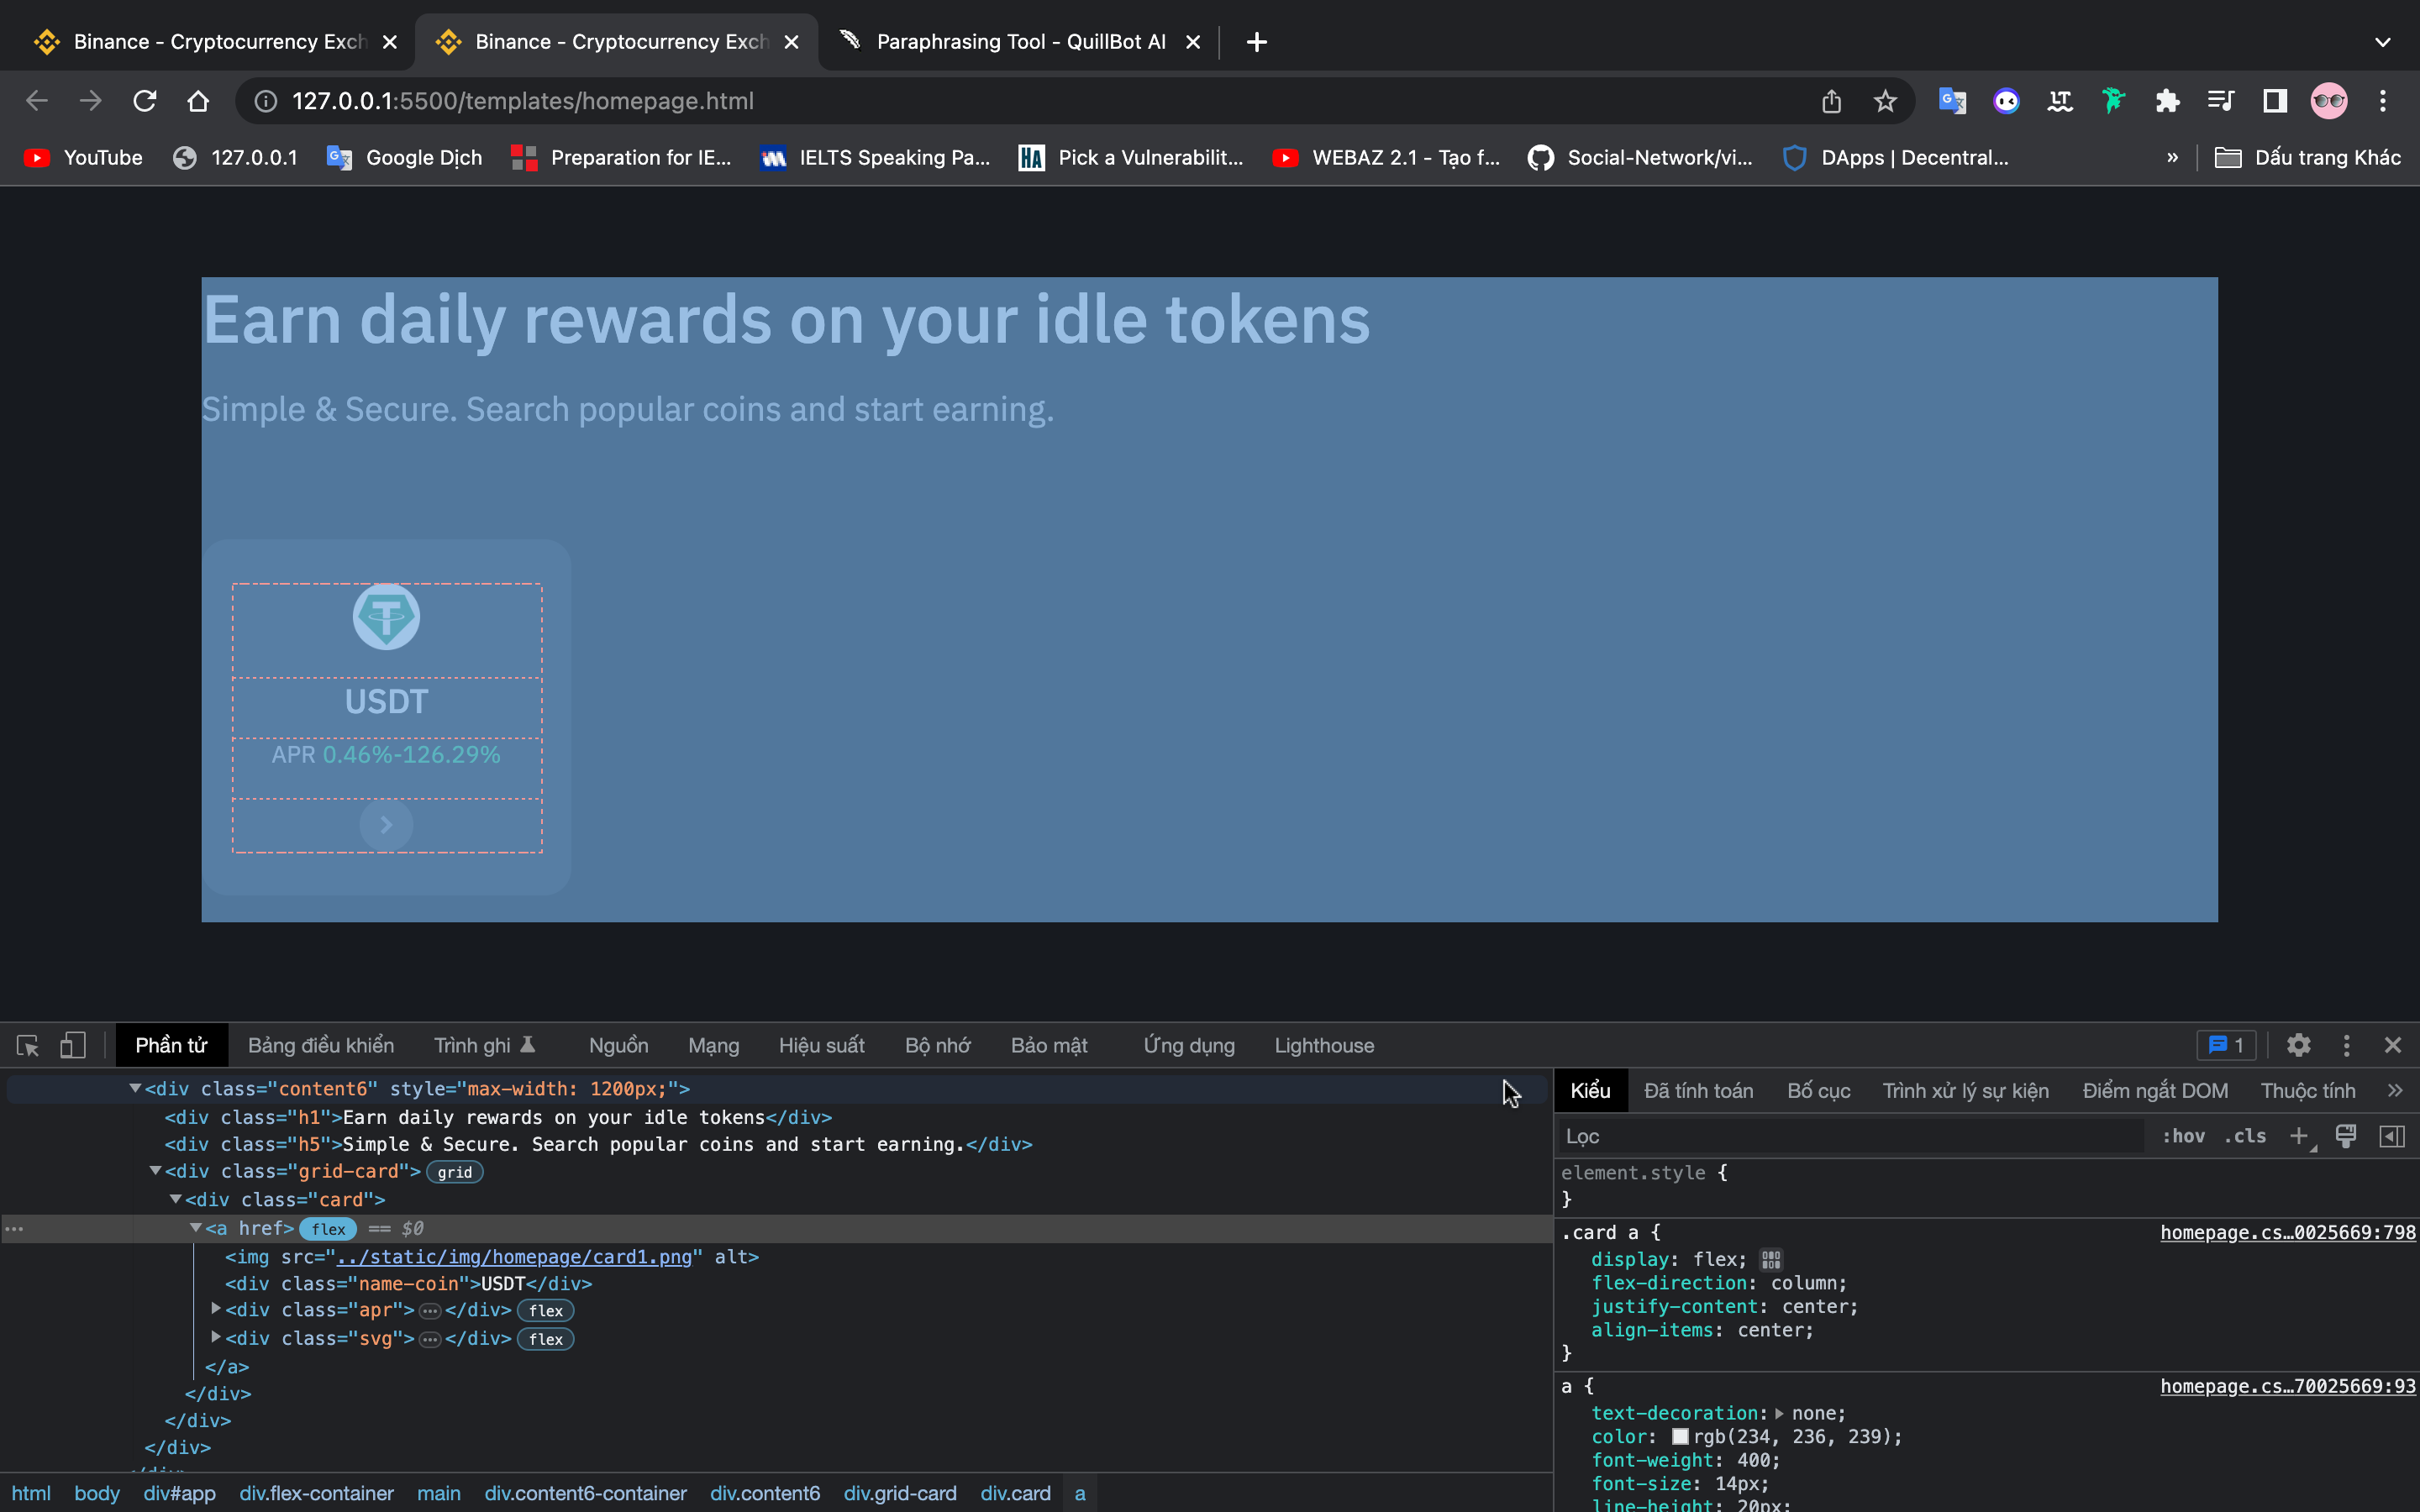 Binance - Cryptocurrency Exch
Binance - Cryptocurrency Exch
Paraphrasing Tool - QuillBot AI
127.0.0.1:5500/templates/homepage.html
YouTube
127.0.0.1
Google Dịch
Preparation for IE...
IELTS Speaking Pa...
HA
Pick a Vulnerabilit...
WEBAZ 2.1 - Tạo f...
Social-Network/vi...
DApps | Decentral...
»
Dấu trang Khác
Earn daily rewards on your idle tokens
Simple & Secure. Search popular coins and start earning.
USDT
APR 0.46%-126.29%
Phần tử
Bảng điều khiển
Trình ghi
Nguồn
Mạng
Hiệu suất
Bộ nhớ
Bảo mật
Ứng dụng
Lighthouse
1
<div class="content6" style="max-width: 1200px;">
<div class="h1">Earn daily rewards on your idle tokens</div>
<div class="h5">Simple & Secure. Search popular coins and start earning.</div>
<div class="grid-card"> grid
<div class="card">
<a href> flex == $0
<img src="../static/img/homepage/card1.png" alt>
<div class="name-coin">USDT</div>
<div class="apr">…</div> flex
<div class="svg">…</div> flex
</a>
</div>
</div>
</div>
html body div#app div.flex-container main div.content6-container div.content6 div.grid-card div.card a
Kiểu
Đã tính toán
Bố cục
Trình xử lý sự kiện
Điểm ngắt DOM
Thuộc tính
»
Lọc
:hov .cls
element.style {
}
.card a { homepage.cs…0025669:798
display: flex;
flex-direction: column;
justify-content: center;
align-items: center;
}
a { homepage.cs…70025669:93
text-decoration: none;
color: rgb(234, 236, 239);
font-weight: 400;
font-size: 14px;
line-height: 20px;